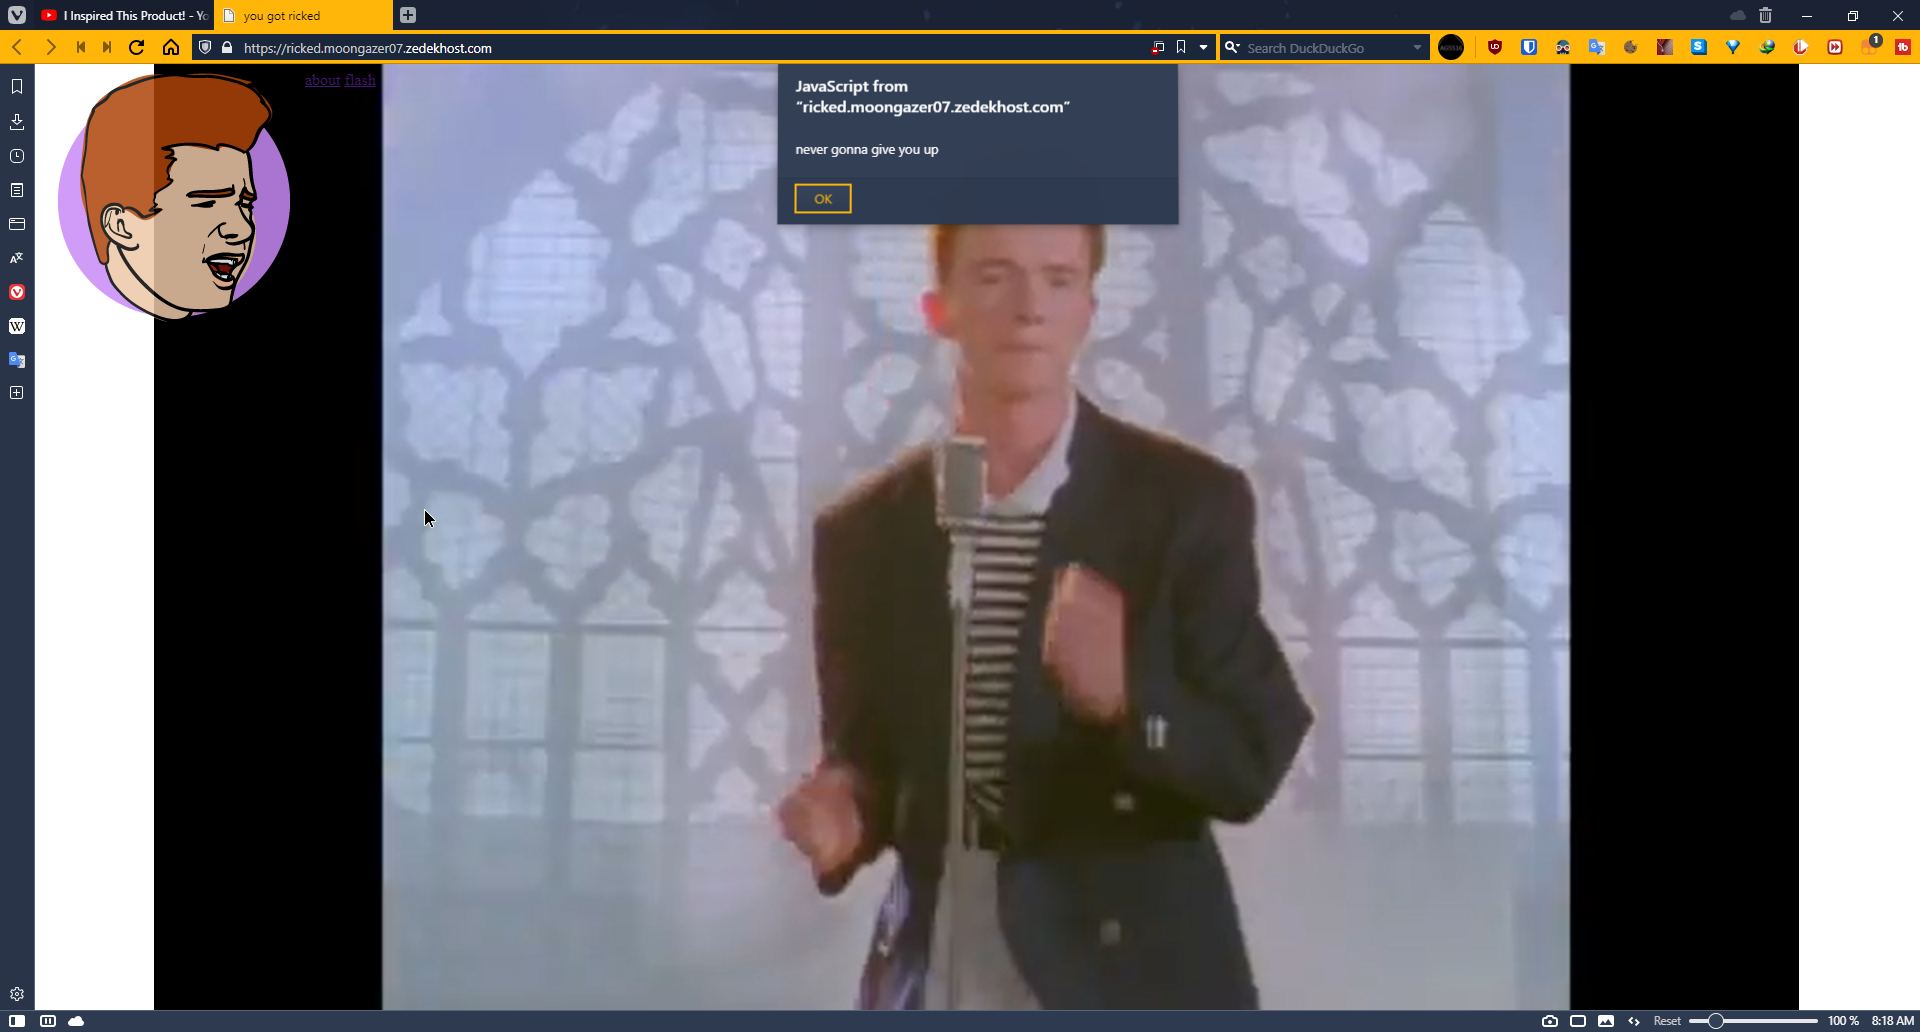 I Inspired This Product! - Yo
you got ricked
https://ricked.moongazer07.zedekhost.com
Search DuckDuckGo
1
about flash
JavaScript from
“ricked.moongazer07.zedekhost.com”
never gonna give you up
OK
Reset
100 %
8:18 AM